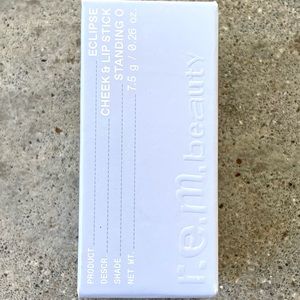 PRODUCT ECLIPSE
DESCR. CHEEK & LIP STICK
SHADE STANDING O
NET WT. 7.5 g / 0.26 oz.
r.e.m.beauty